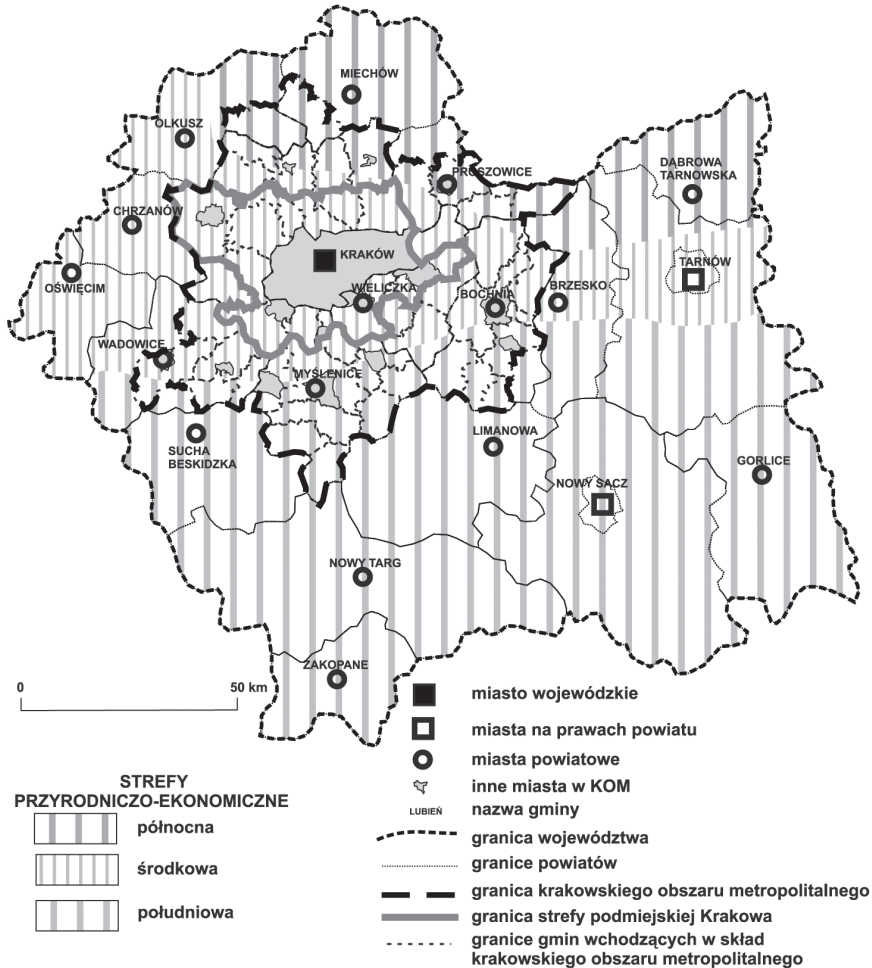 MIECHÓW
OLKUSZ
PROSZOWICE
DĄBROWA
TARNOWSKA
CHRZANÓW
KRAKÓW
TARNÓW
OŚWIĘCIM
WIELICZKA
BOCHNIA
BRZESKO
WADOWICE
MYŚLENICE
SUCHA
BESKIDZKA
LIMANOWA
GORLICE
NOWY SĄCZ
NOWY TARG
ZAKOPANE
0 50 km
miasto wojewódzkie
miasta na prawach powiatu
miasta powiatowe
inne miasta w KOM
LUBIEŃ nazwa gminy
granica województwa
granice powiatów
granica krakowskiego obszaru metropolitalnego
granica strefy podmiejskiej Krakowa
granice gmin wchodzących w skład
krakowskiego obszaru metropolitalnego
STREFY
PRZYRODNICZO-EKONOMICZNE
północna
środkowa
południowa